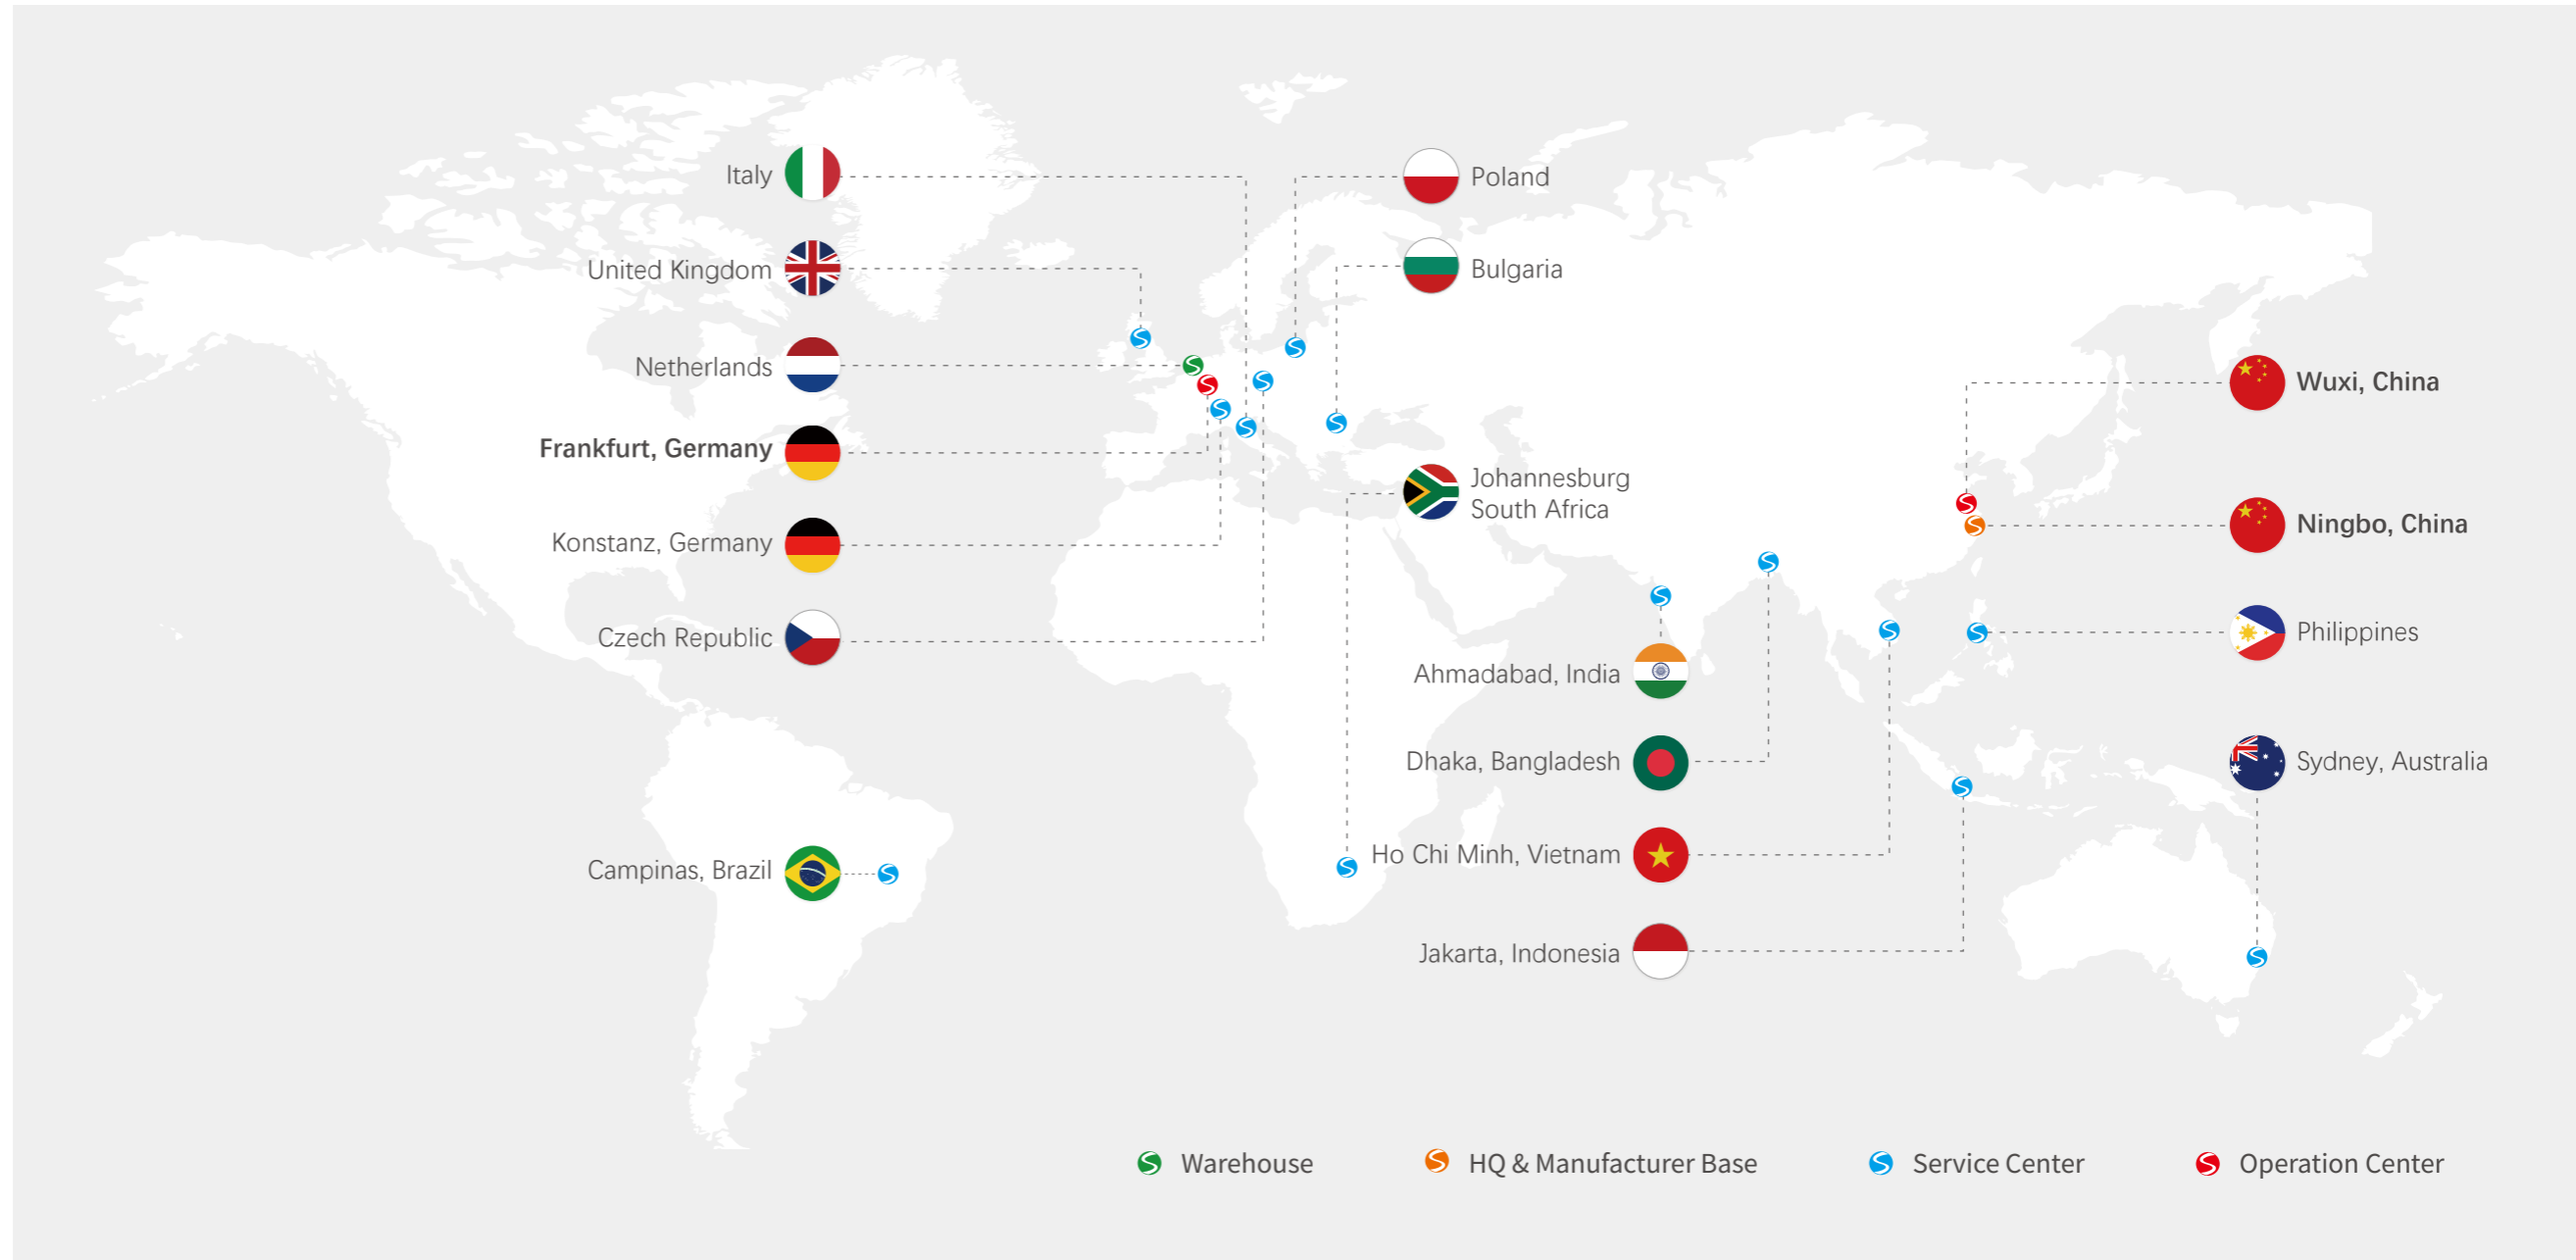 Italy
United Kingdom
Netherlands
Frankfurt, Germany
Konstanz, Germany
Czech Republic
Campinas, Brazil
Poland
Bulgaria
Johannesburg
South Africa
Ahmadabad, India
Dhaka, Bangladesh
Ho Chi Minh, Vietnam
Jakarta, Indonesia
Wuxi, China
Ningbo, China
Philippines
Sydney, Australia
Warehouse
HQ & Manufacturer Base
Service Center
Operation Center